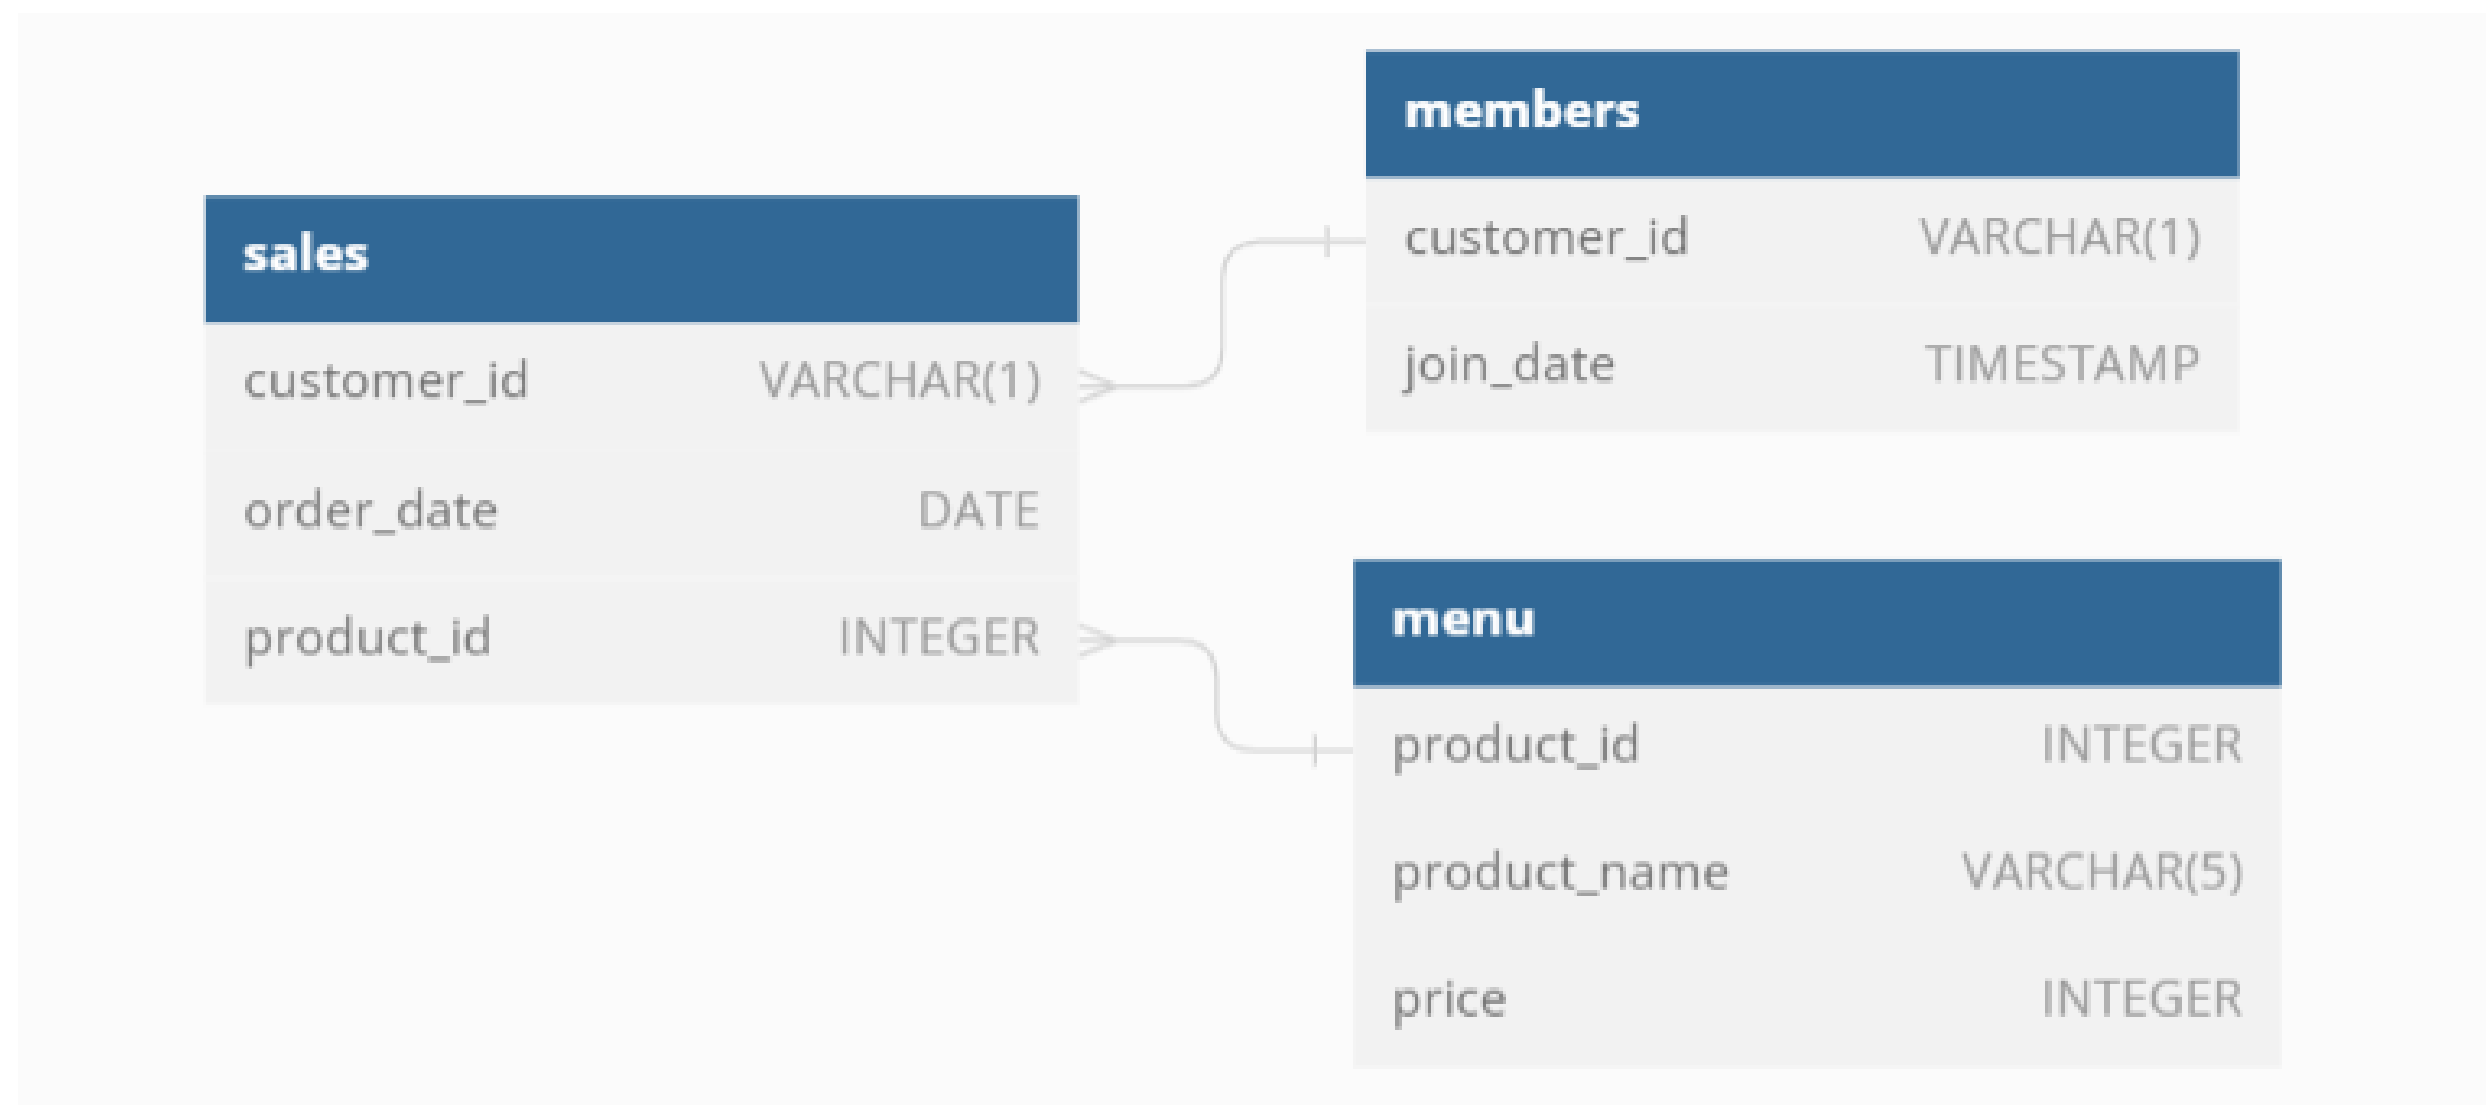 sales
customer_id VARCHAR(1)
order_date DATE
product_id INTEGER
members
customer_id VARCHAR(1)
join_date TIMESTAMP
menu
product_id INTEGER
product_name VARCHAR(5)
price INTEGER